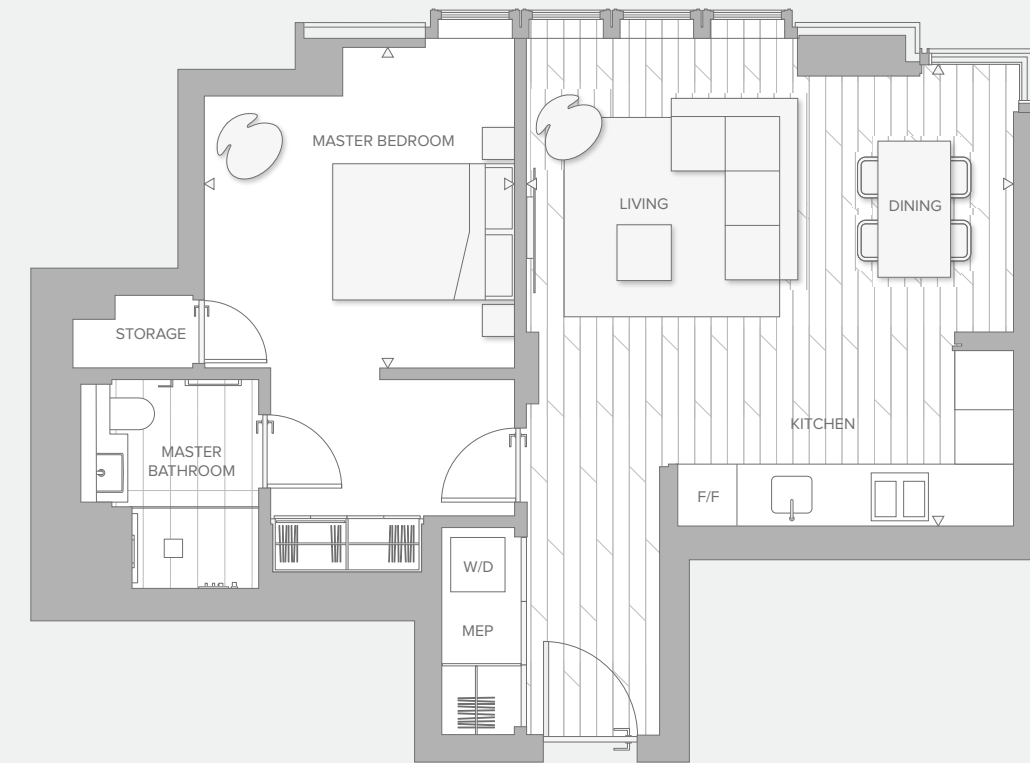 MASTER BEDROOM
LIVING
DINING
STORAGE
KITCHEN
MASTER
BATHROOM
F/F
W/D
MEP